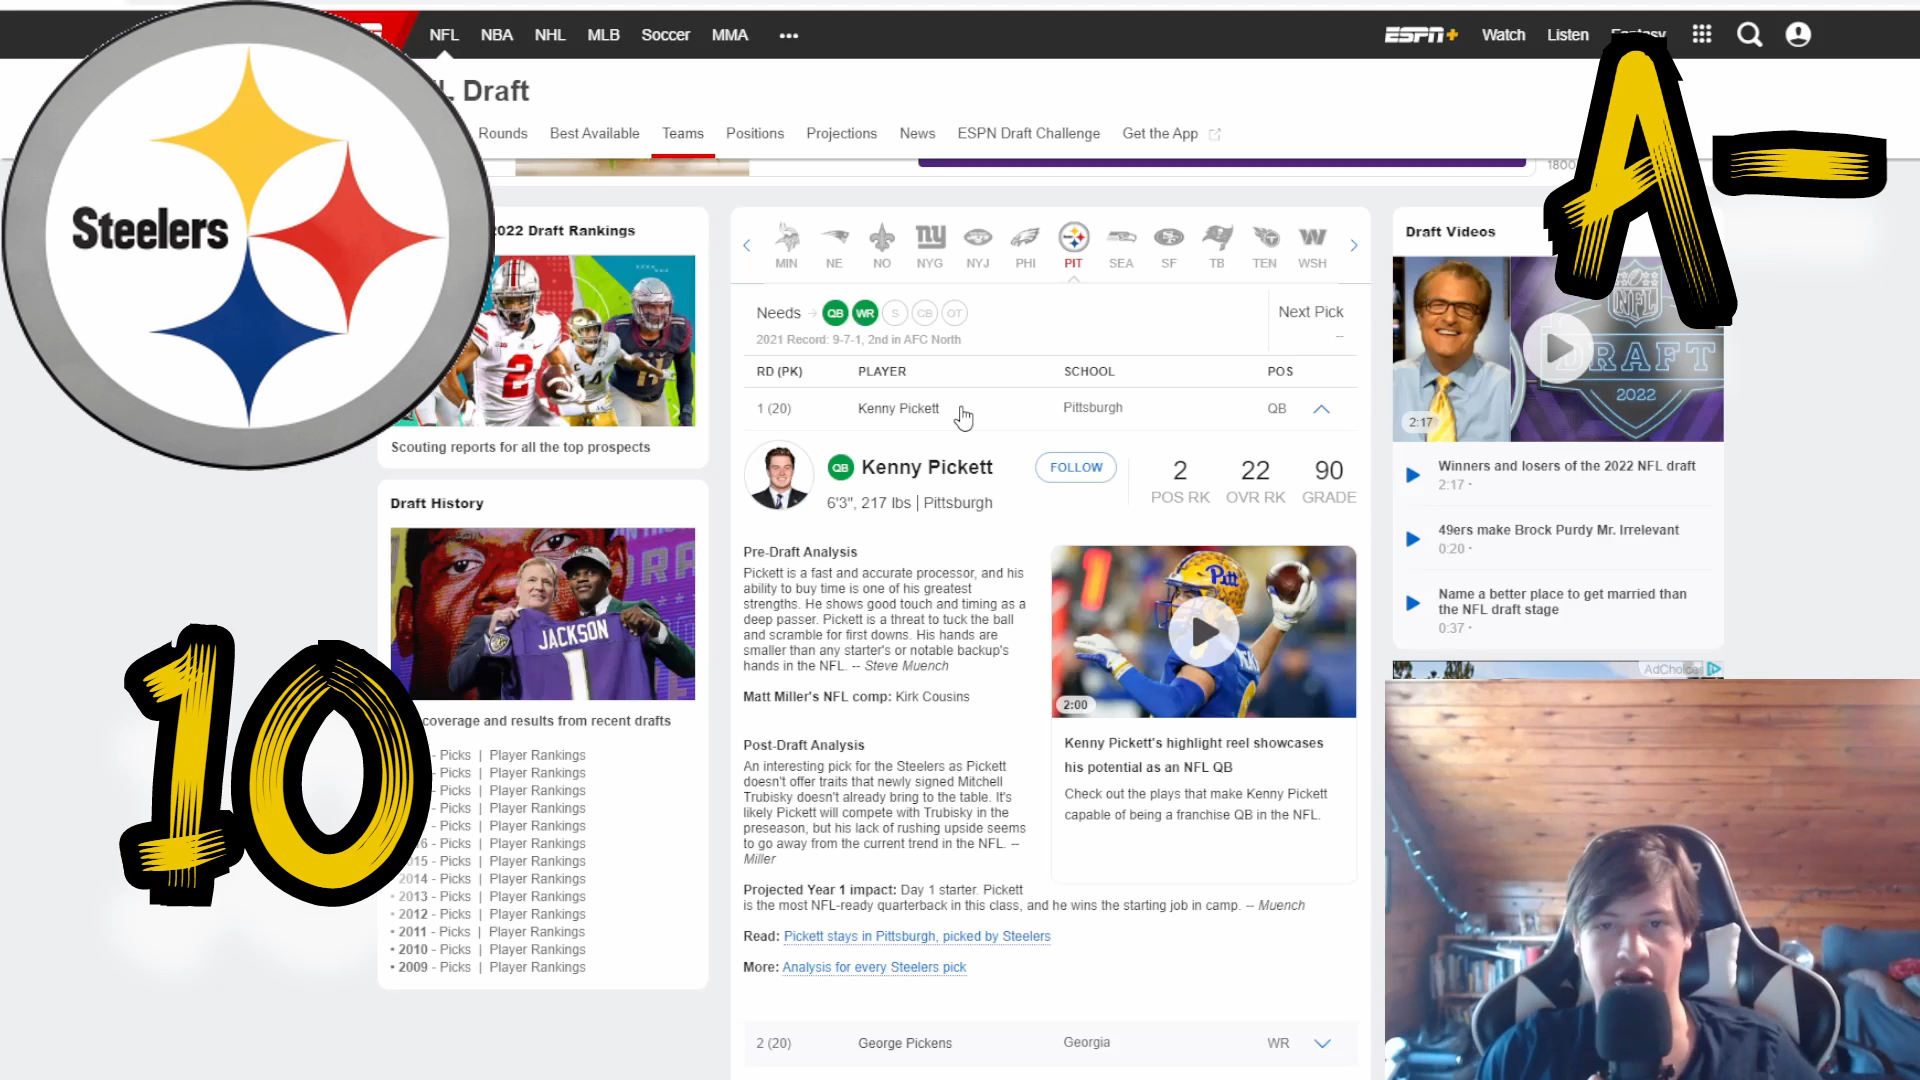 NFL NBA NHL MLB Soccer MMA •••
ESPN+ Watch Listen Fantasy
Draft
Rounds Best Available Teams Positions Projections News ESPN Draft Challenge Get the App
1800
A-
Steelers
2022 Draft Rankings
2
14
11
Scouting reports for all the top prospects
Draft History
DRA
JACKSON
1
coverage and results from recent drafts
- Picks | Player Rankings
- Picks | Player Rankings
- Picks | Player Rankings
- Picks | Player Rankings
- Picks | Player Rankings
- Picks | Player Rankings
015 - Picks | Player Rankings
• 2014 - Picks | Player Rankings
• 2013 - Picks | Player Rankings
• 2012 - Picks | Player Rankings
• 2011 - Picks | Player Rankings
• 2010 - Picks | Player Rankings
• 2009 - Picks | Player Rankings
10
MIN NE NO NYG NYJ PHI PIT SEA SF TB TEN WSH
Needs QB WR S CB OT
2021 Record: 9-7-1, 2nd in AFC North
Next Pick
--
RD (PK) PLAYER SCHOOL POS
1 (20) Kenny Pickett Pittsburgh QB
QB Kenny Pickett
6'3", 217 lbs | Pittsburgh
FOLLOW
2 22 90
POS RK OVR RK GRADE
Pre-Draft Analysis
Pickett is a fast and accurate processor, and his
ability to buy time is one of his greatest
strengths. He shows good touch and timing as a
deep passer. Pickett is a threat to tuck the ball
and scramble for first downs. His hands are
smaller than any starter's or notable backup's
hands in the NFL. -- Steve Muench
Matt Miller's NFL comp: Kirk Cousins
Post-Draft Analysis
An interesting pick for the Steelers as Pickett
doesn't offer traits that newly signed Mitchell
Trubisky doesn't already bring to the table. It's
likely Pickett will compete with Trubisky in the
preseason, but his lack of rushing upside seems
to go away from the current trend in the NFL. --
Miller
Projected Year 1 impact: Day 1 starter. Pickett
is the most NFL-ready quarterback in this class, and he wins the starting job in camp. -- Muench
Read: Pickett stays in Pittsburgh, picked by Steelers
More: Analysis for every Steelers pick
Pitt
2:00
Kenny Pickett's highlight reel showcases
his potential as an NFL QB
Check out the plays that make Kenny Pickett
capable of being a franchise QB in the NFL.
2 (20) George Pickens Georgia WR
Draft Videos
NFL
DRAFT
2022
2:17
Winners and losers of the 2022 NFL draft
2:17 ·
49ers make Brock Purdy Mr. Irrelevant
0:20 ·
Name a better place to get married than
the NFL draft stage
0:37 ·
AdChoices